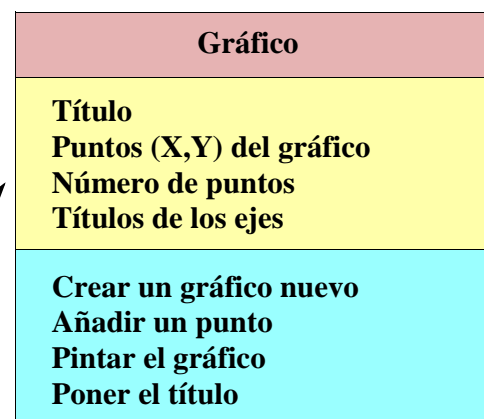 Gráfico
Título
Puntos (X,Y) del gráfico
Número de puntos
Títulos de los ejes
Crear un gráfico nuevo
Añadir un punto
Pintar el gráfico
Poner el título